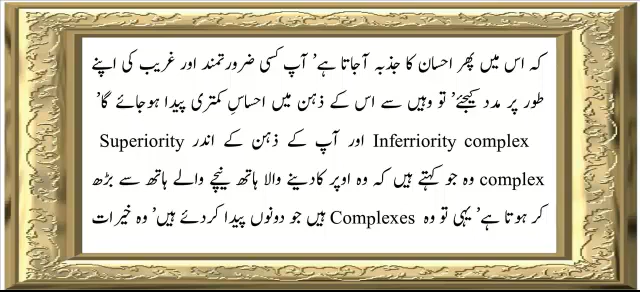 کہ اس میں پھر احسان کا جذبہ آجاتا ہے’ آپ کسی ضرورتمند اور غریب کی اپنے
طور پر مدد کیجئے’ تو وہیں سے اس کے ذہن میں احساسِ کمتری پیدا ہوجائے گا’
Inferriority complex اور آپ کے ذہن کے اندر Superiority
complex وہ جو کہتے ہیں کہ وہ اوپر کادینے والا ہاتھ نیچے والے ہاتھ سے بڑھ
کر ہوتا ہے’ یہی تو وہ Complexes ہیں جو دونوں پیدا کردئے ہیں’ وہ خیرات